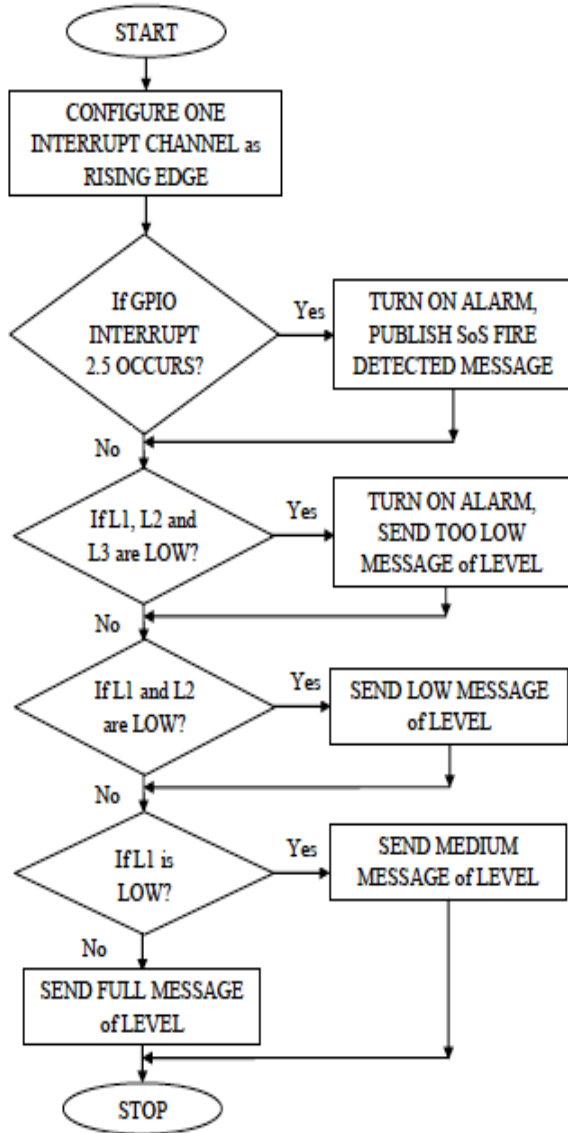 START
CONFIGURE ONE
INTERRUPT CHANNEL as
RISING EDGE
If GPIO
INTERRUPT
2.5 OCCURS?
Yes
TURN ON ALARM,
PUBLISH SoS FIRE
DETECTED MESSAGE
No
If L1, L2 and
L3 are LOW?
Yes
TURN ON ALARM,
SEND TOO LOW
MESSAGE of LEVEL
No
If L1 and L2
are LOW?
Yes
SEND LOW MESSAGE
of LEVEL
No
If L1 is
LOW?
Yes
SEND MEDIUM
MESSAGE of LEVEL
No
SEND FULL MESSAGE
of LEVEL
STOP